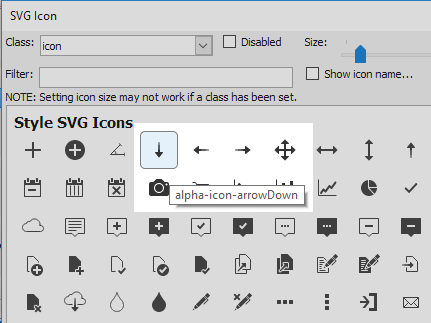 SVG Icon
Class: icon Disabled Size:
Filter: Show icon name...
NOTE: Setting icon size may not work if a class has been set.
Style SVG Icons
alpha-icon-arrowDown